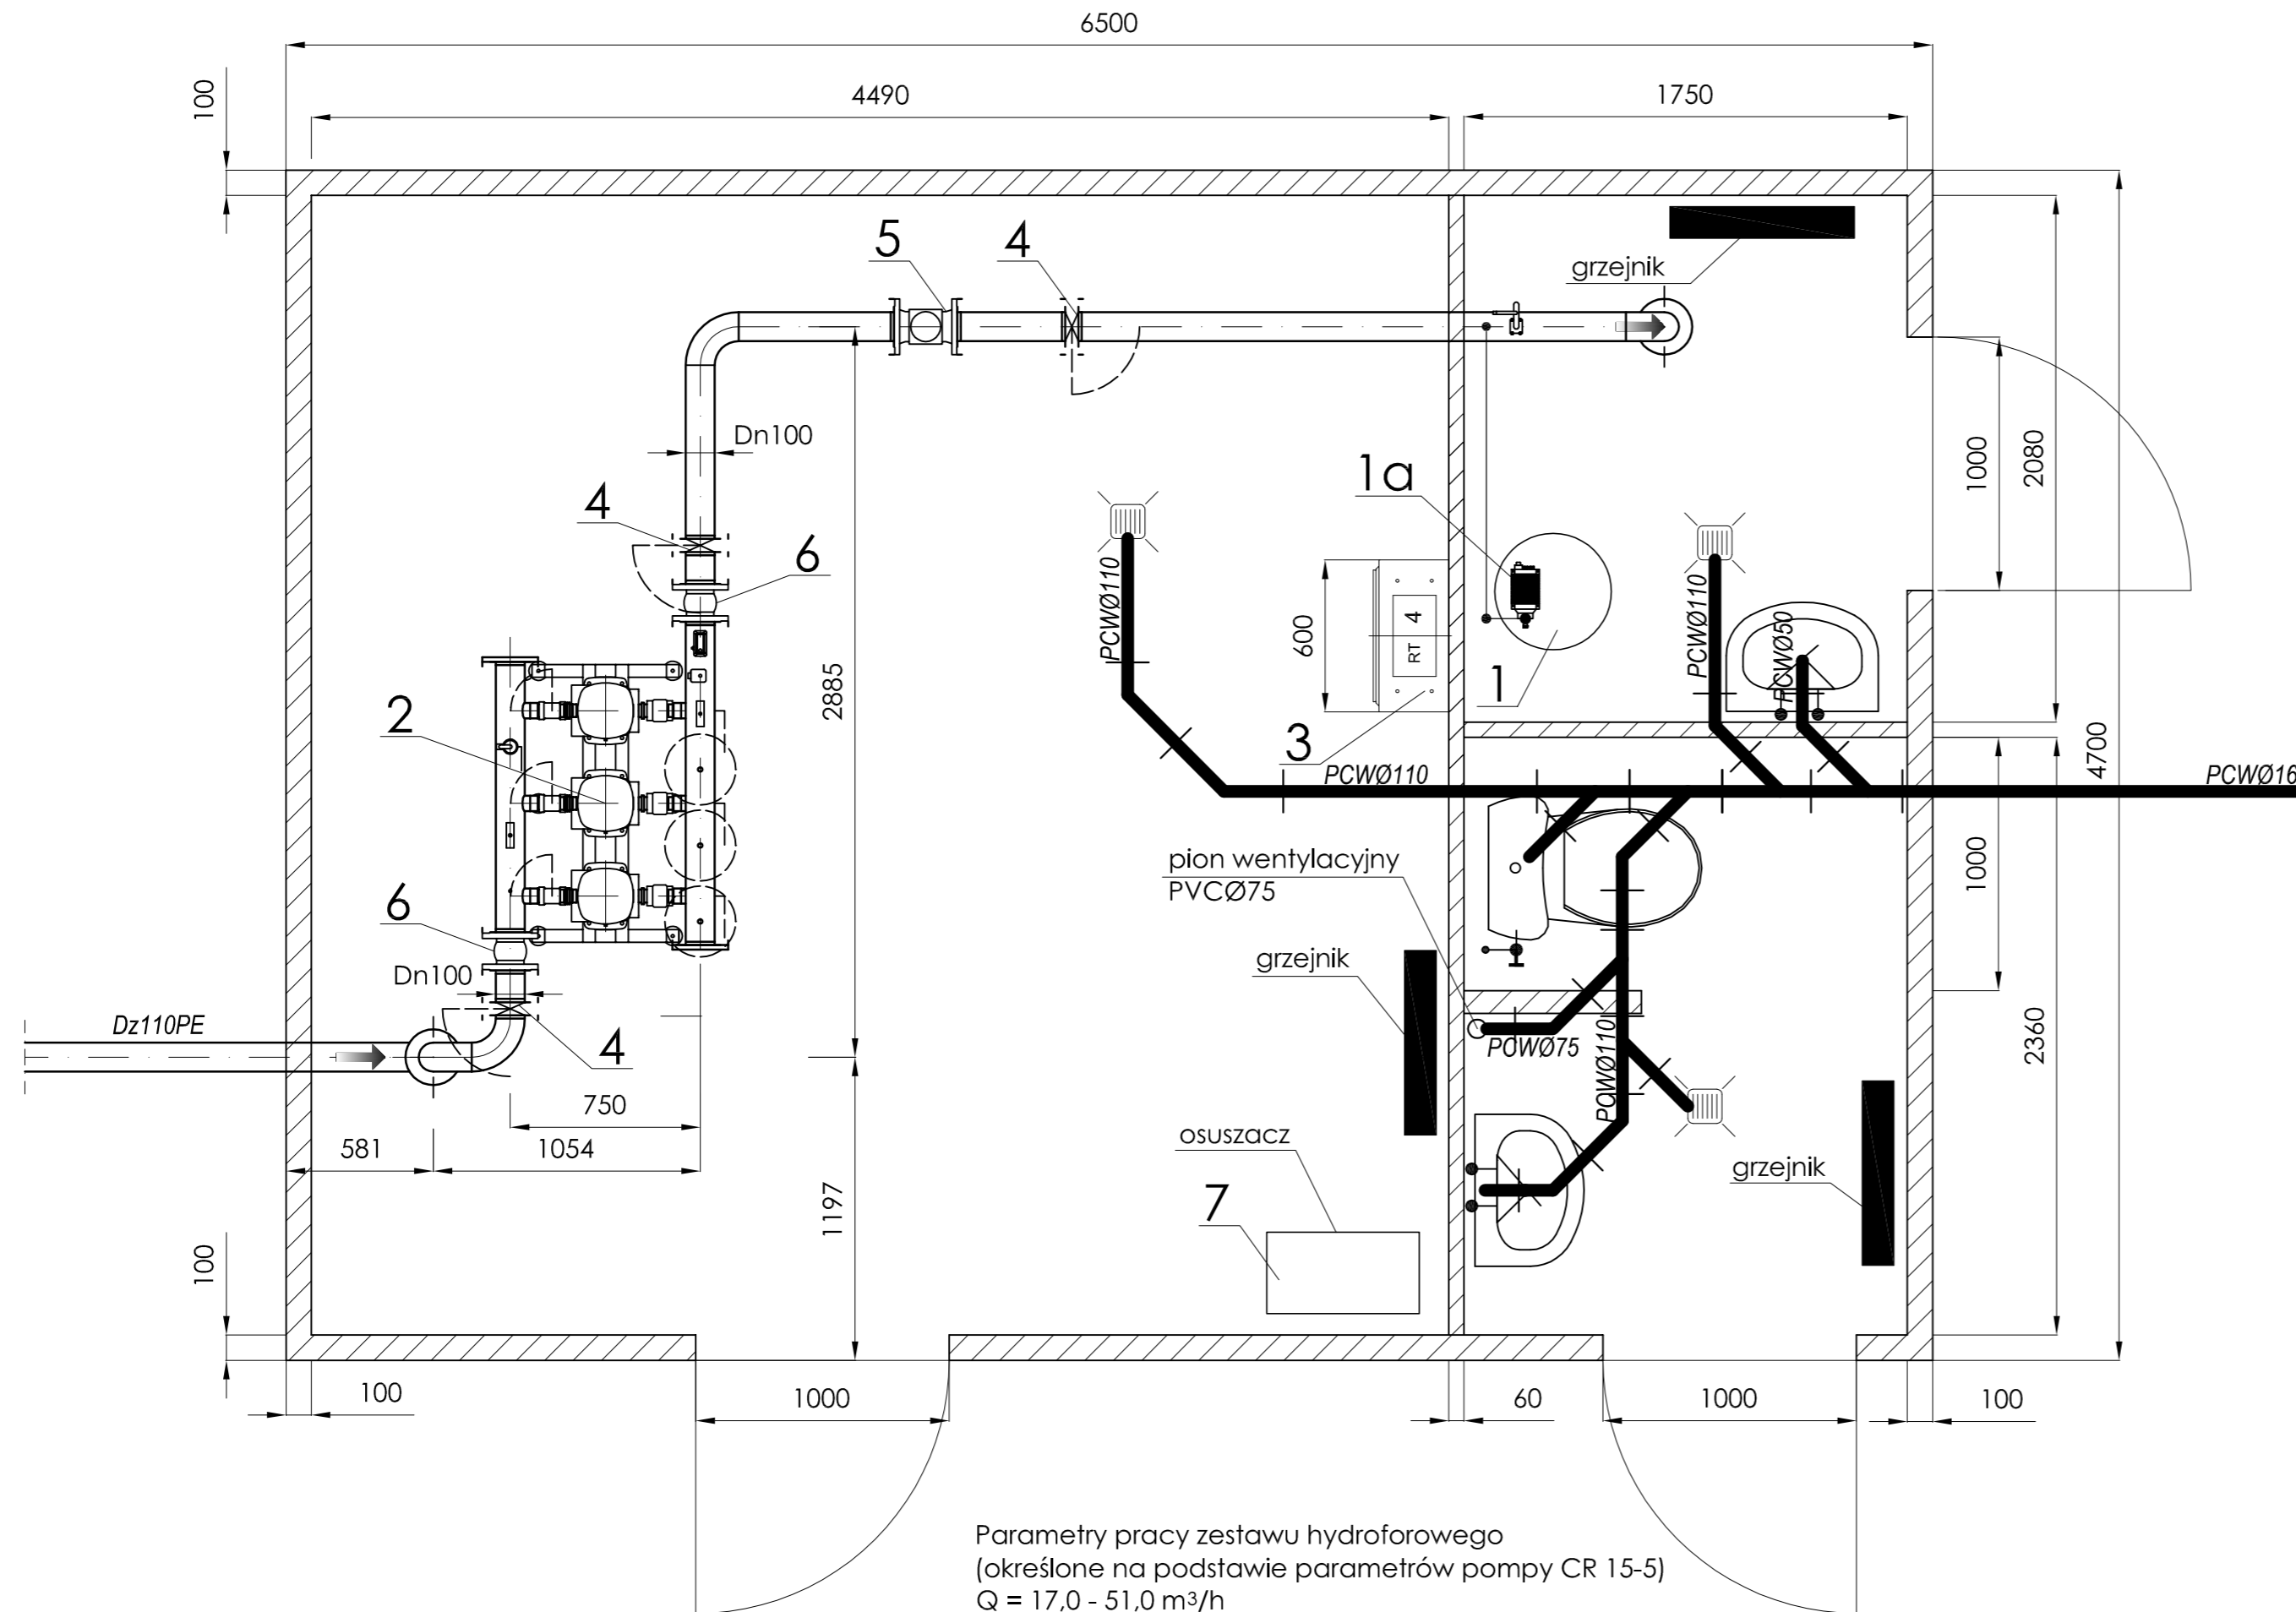 6500
4490
1750
100
5
4
grzejnik
Dn100
1000
2080
1a
4
6
PCWØ110
600
RT 4
PCWØ110
PCWØ50
1
2885
2
3
4700
PCWØ110
PCWØ16
pion wentylacyjny
PVCØ75
1000
6
grzejnik
Dn100
Dz110PE
4
PCWØ75
PCWØ110
2360
750
581
1054
osuszacz
grzejnik
7
1197
100
100
1000
60
1000
100
Parametry pracy zestawu hydroforowego
(określone na podstawie parametrów pompy CR 15-5)
Q = 17,0 - 51,0 m³/h